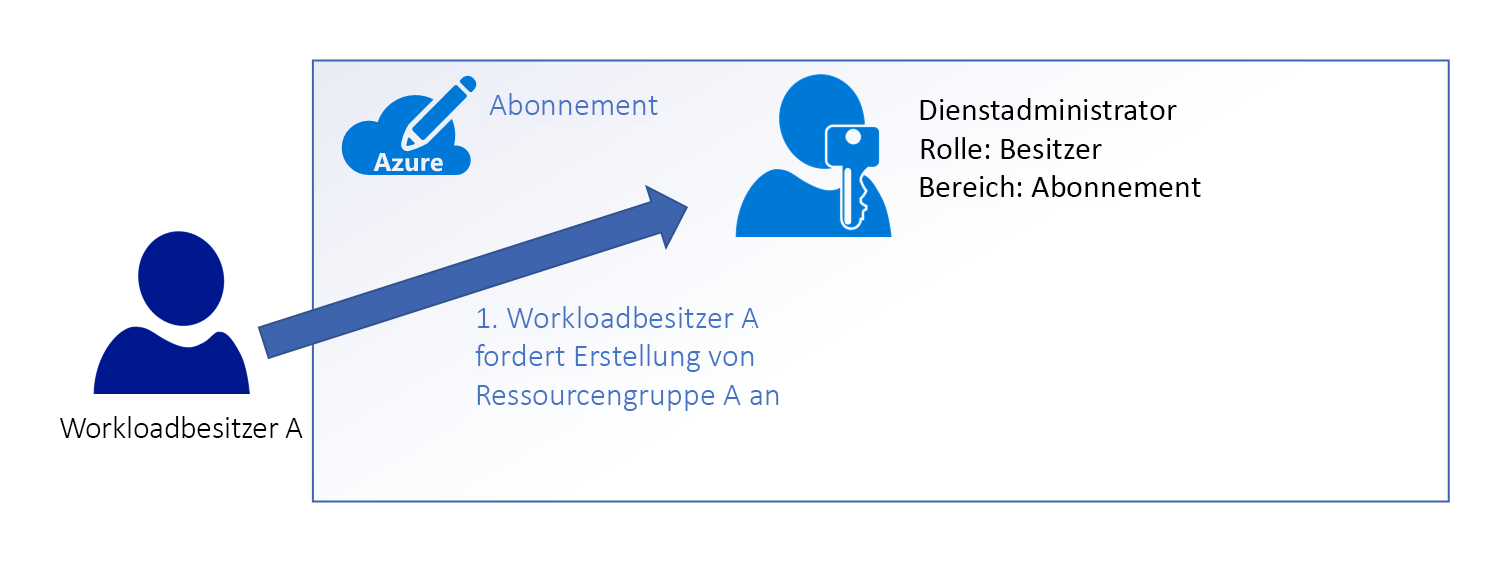 Azure
Abonnement
Dienstadministrator
Rolle: Besitzer
Bereich: Abonnement
1. Workloadbesitzer A
fordert Erstellung von
Ressourcengruppe A an
Workloadbesitzer A